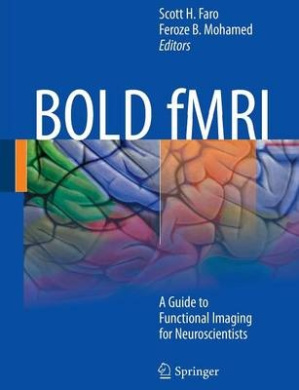 Scott H. Faro
Feroze B. Mohamed
Editors
BOLD fMRI
A Guide to
Functional Imaging
for Neuroscientists
Springer